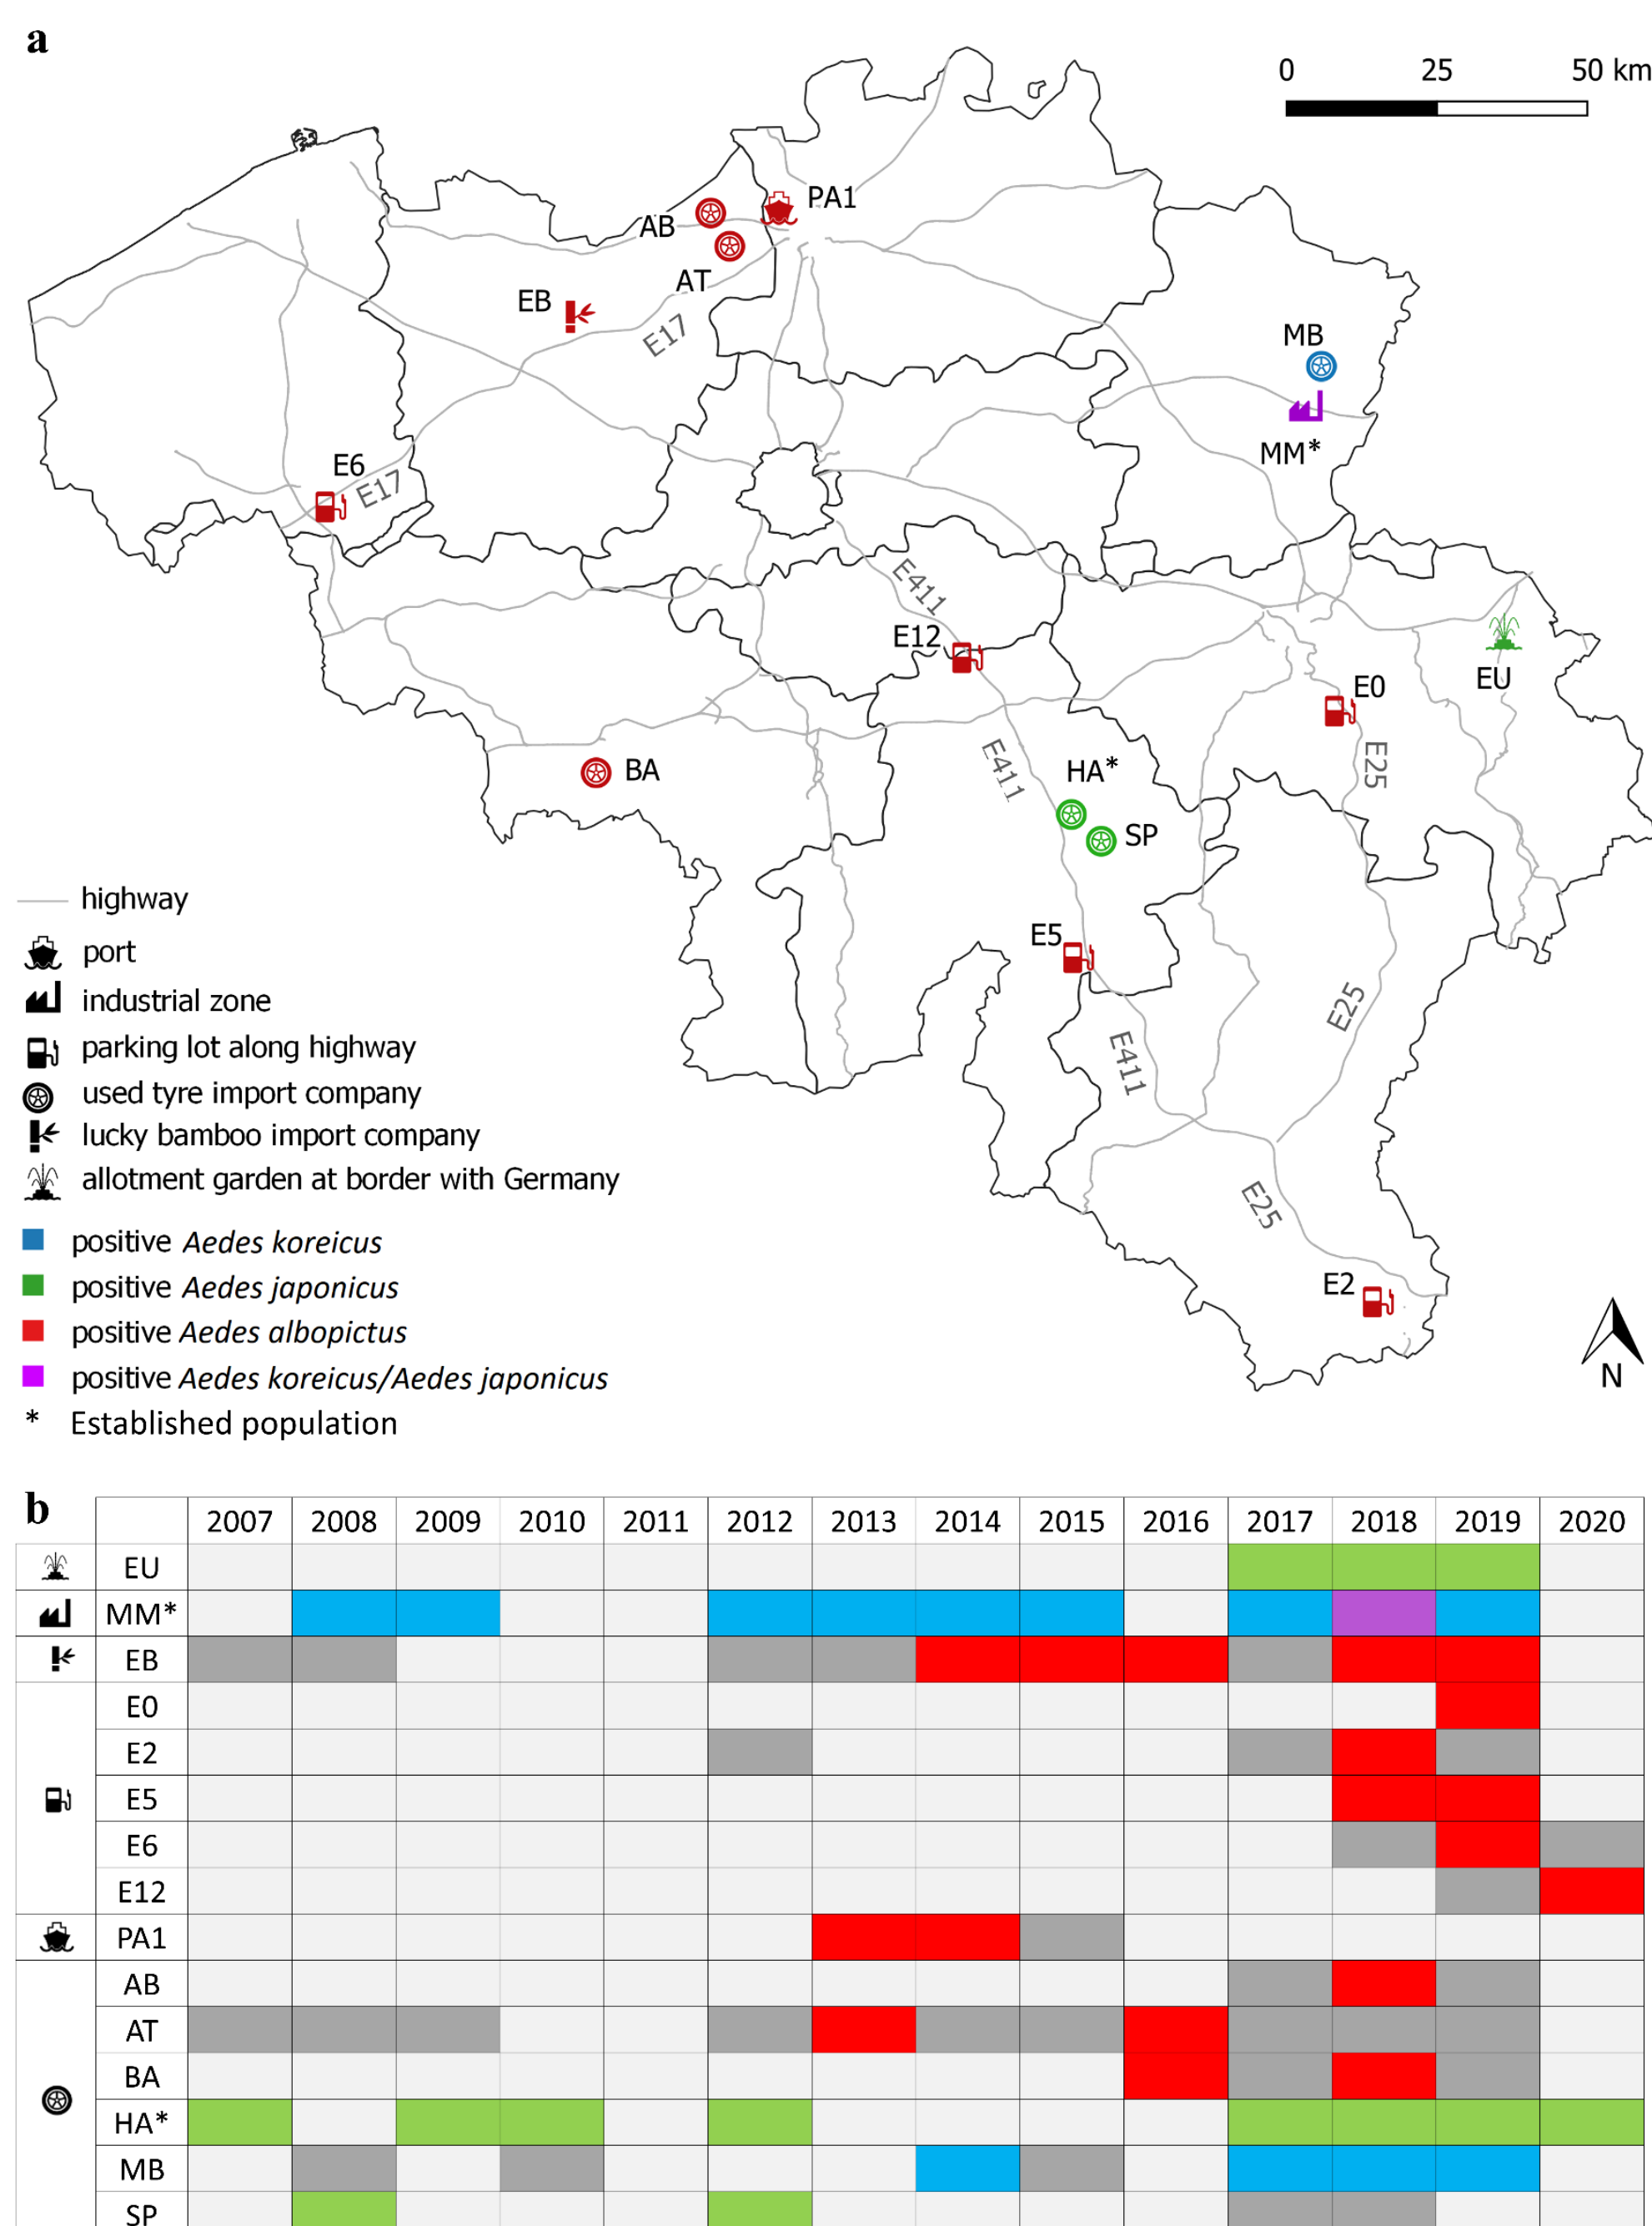 a
0 25 50 km
PA1
AB
AT
EB
E17
MB
MM*
E6
E17
E411
E12
EU
E0
E25
BA
E411
HA*
SP
highway
E5
port
industrial zone
E25
parking lot along highway
E411
used tyre import company
lucky bamboo import company
allotment garden at border with Germany
E25
positive Aedes koreicus
positive Aedes japonicus
E2
positive Aedes albopictus
positive Aedes koreicus/Aedes japonicus
N
* Established population
b
2007 2008 2009 2010 2011 2012 2013 2014 2015 2016 2017 2018 2019 2020
EU
MM*
EB
E0
E2
E5
E6
E12
PA1
AB
AT
BA
HA*
MB
SP